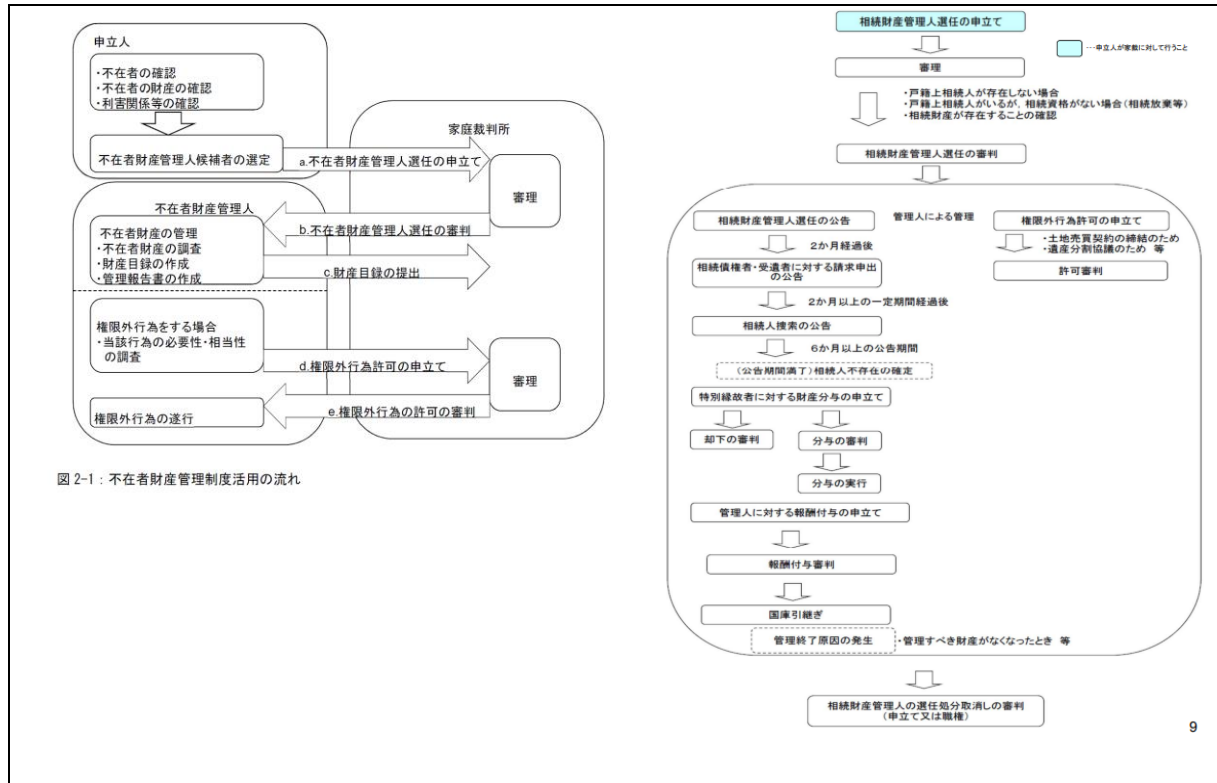 申立人
・不在者の確認
・不在者の財産の確認
・利害関係等の確認
不在者財産管理人候補者の選定
家庭裁判所
a.不在者財産管理人選任の申立て
審理
不在者財産管理人
b.不在者財産管理人選任の審判
不在者財産の管理
・不在者財産の調査
・財産目録の作成
・管理報告書の作成
c.財産目録の提出
権限外行為をする場合
・当該行為の必要性・相当性
の調査
d.権限外行為許可の申立て
審理
e.権限外行為の許可の審判
権限外行為の遂行
図 2-1：不在者財産管理制度活用の流れ
相続財産管理人選任の申立て
・・・申立人が家裁に対して行うこと
審理
・戸籍上相続人が存在しない場合
・戸籍上相続人がいるが，相続資格がない場合（相続放棄等）
・相続財産が存在することの確認
相続財産管理人選任の審判
相続財産管理人選任の公告
管理人による管理
権限外行為許可の申立て
2か月経過後
・土地売買契約の締結のため
・遺産分割協議のため 等
相続債権者・受遺者に対する請求申出
の公告
許可審判
2か月以上の一定期間経過後
相続人捜索の公告
6か月以上の公告期間
（公告期間満了）相続人不存在の確定
特別縁故者に対する財産分与の申立て
却下の審判
分与の審判
分与の実行
管理人に対する報酬付与の申立て
報酬付与審判
国庫引継ぎ
管理終了原因の発生
・管理すべき財産がなくなったとき 等
相続財産管理人の選任処分取消しの審判
（申立て又は職権）
9